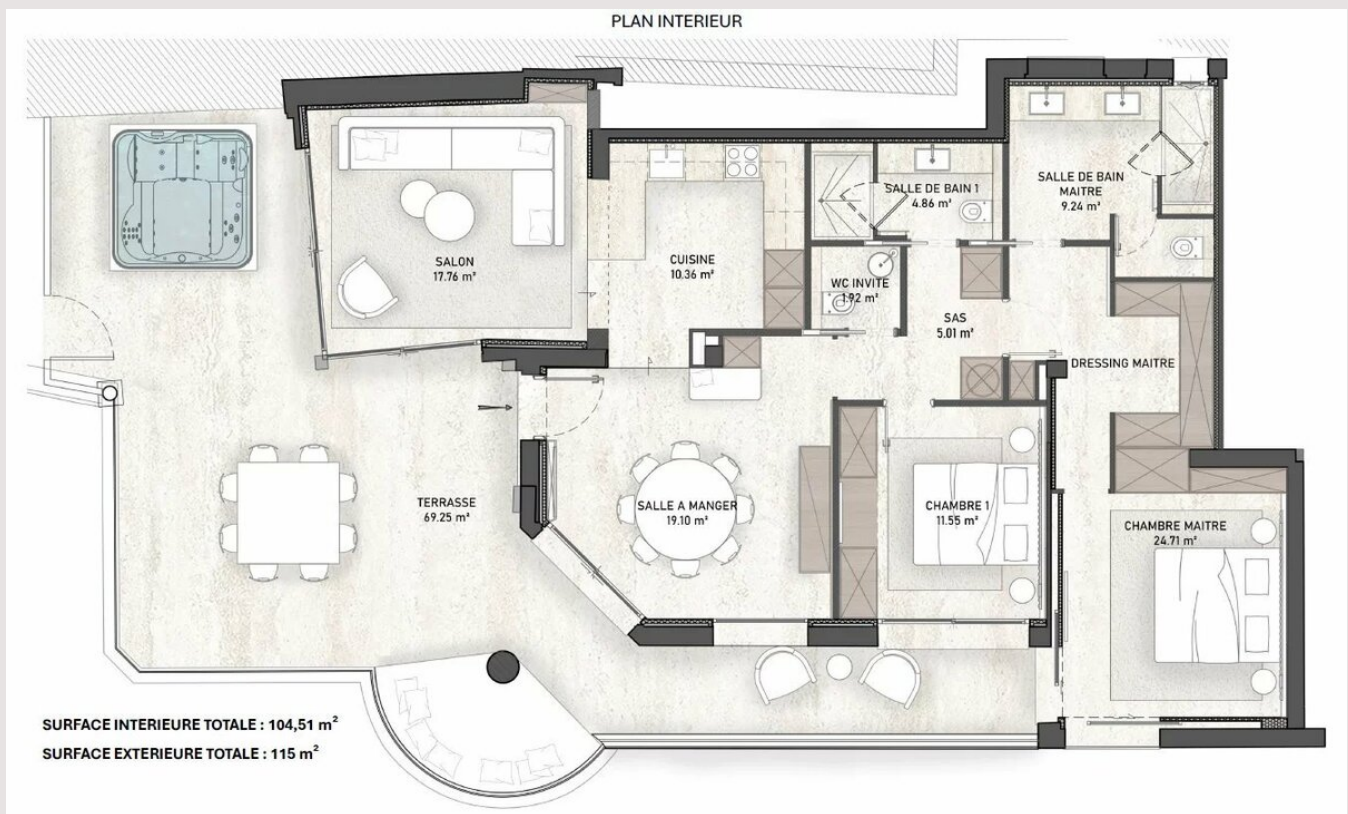 PLAN INTERIEUR
SALON
17.76 m²
CUISINE
10.36 m²
SALLE DE BAIN 1
4.86 m²
SALLE DE BAIN
MAITRE
9.24 m²
WC INVITE
1.92 m²
SAS
5.01 m²
DRESSING MAITRE
TERRASSE
69.25 m²
SALLE A MANGER
19.10 m²
CHAMBRE 1
11.55 m²
CHAMBRE MAITRE
24.71 m²
SURFACE INTERIEURE TOTALE : 104,51 m²
SURFACE EXTERIEURE TOTALE : 115 m²